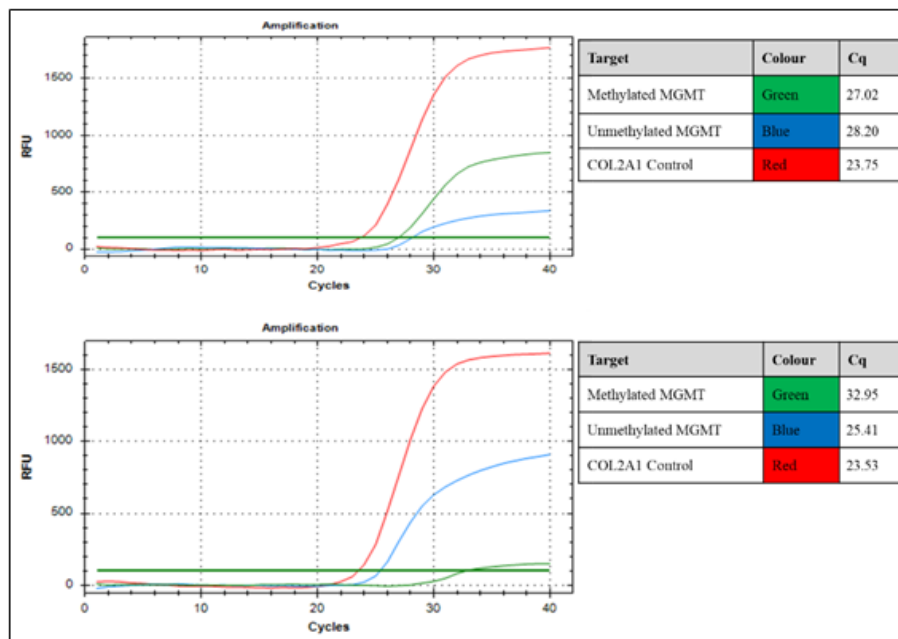 Amplification
1500
1000
500
0
RFU
0 10 20 30 40
Cycles
Target Colour Cq
Methylated MGMT Green 27.02
Unmethylated MGMT Blue 28.20
COL2A1 Control Red 23.75
Amplification
1500
1000
500
0
RFU
0 10 20 30 40
Cycles
Target Colour Cq
Methylated MGMT Green 32.95
Unmethylated MGMT Blue 25.41
COL2A1 Control Red 23.53